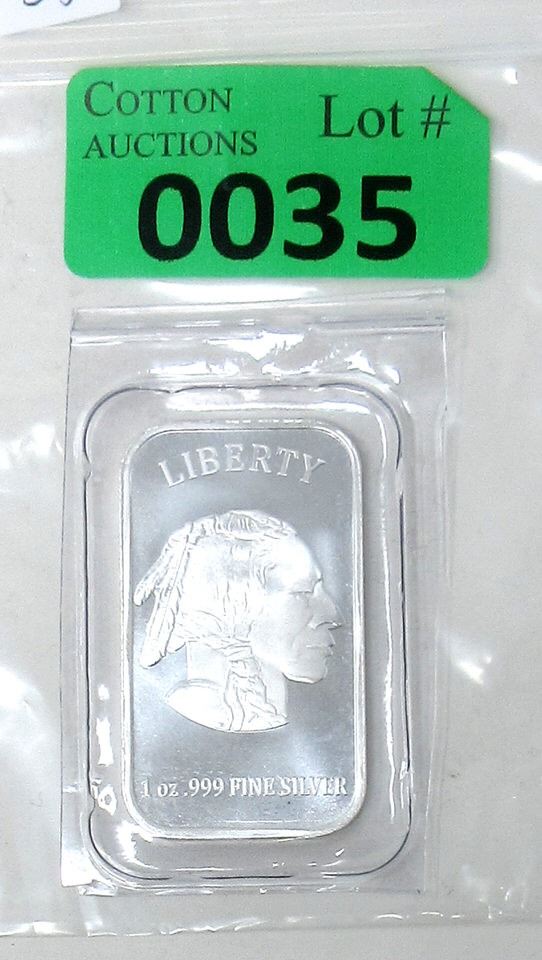 COTTON
AUCTIONS
Lot #
0035
LIBERTY
1 oz .999 FINE SILVER